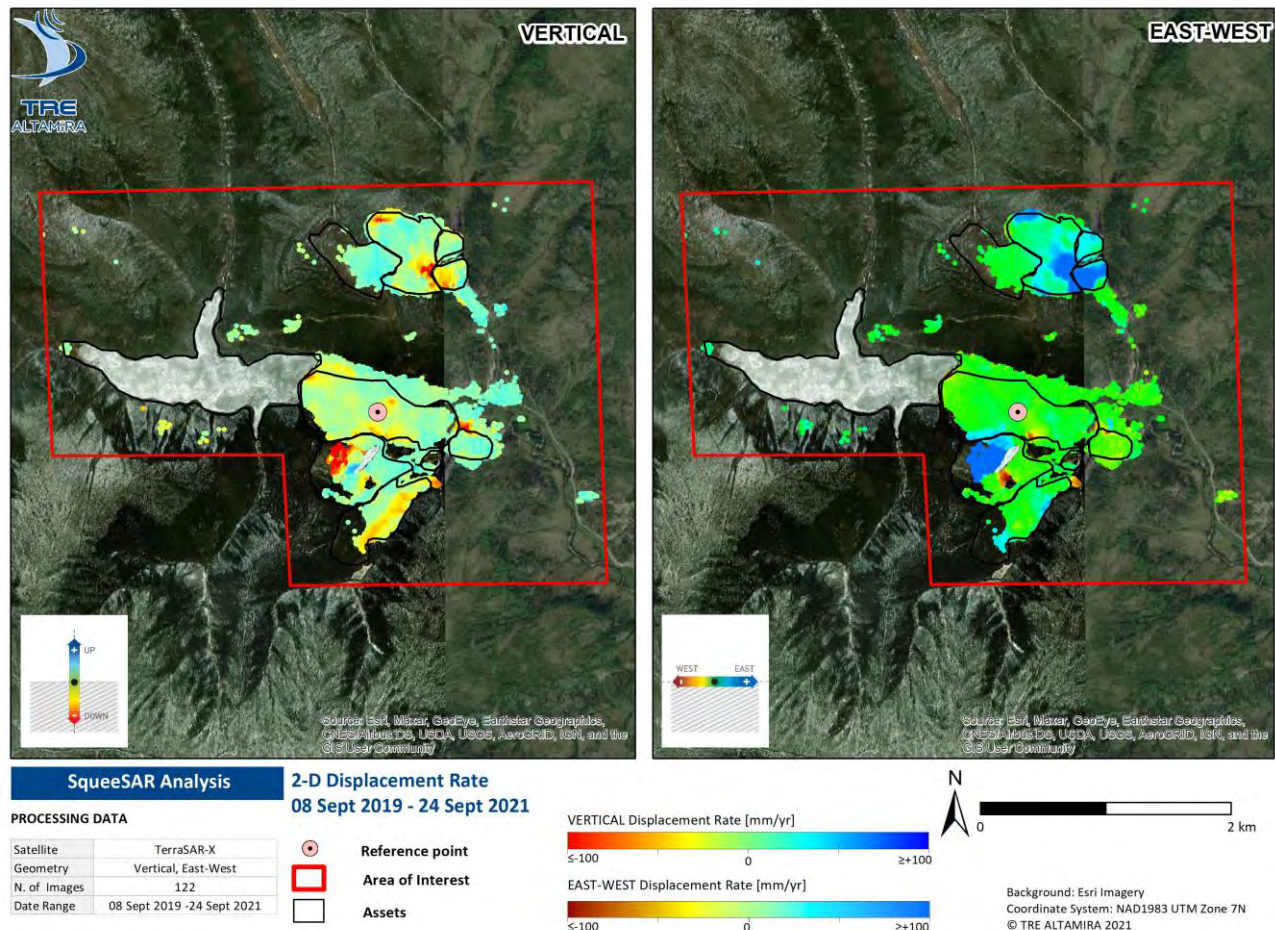 VERTICAL
EAST-WEST
TRE
ALTAMIRA
UP
DOWN
WEST
EAST
Source: Esri, Maxar, GeoEye, Earthstar Geographics,
CNES/Airbus DS, USDA, USGS, AeroGRID, IGN, and the
GIS User Community
Source: Esri, Maxar, GeoEye, Earthstar Geographics,
CNES/Airbus DS, USDA, USGS, AeroGRID, IGN, and the
GIS User Community
SqueeSAR Analysis
PROCESSING DATA
Satellite TerraSAR-X
Geometry Vertical, East-West
N. of Images 122
Date Range 08 Sept 2019 -24 Sept 2021
2-D Displacement Rate
08 Sept 2019 - 24 Sept 2021
Reference point
Area of Interest
Assets
VERTICAL Displacement Rate [mm/yr]
≤-100 0 ≥+100
EAST-WEST Displacement Rate [mm/yr]
≤-100 0 ≥+100
N
0 2 km
Background: Esri Imagery
Coordinate System: NAD1983 UTM Zone 7N
© TRE ALTAMIRA 2021